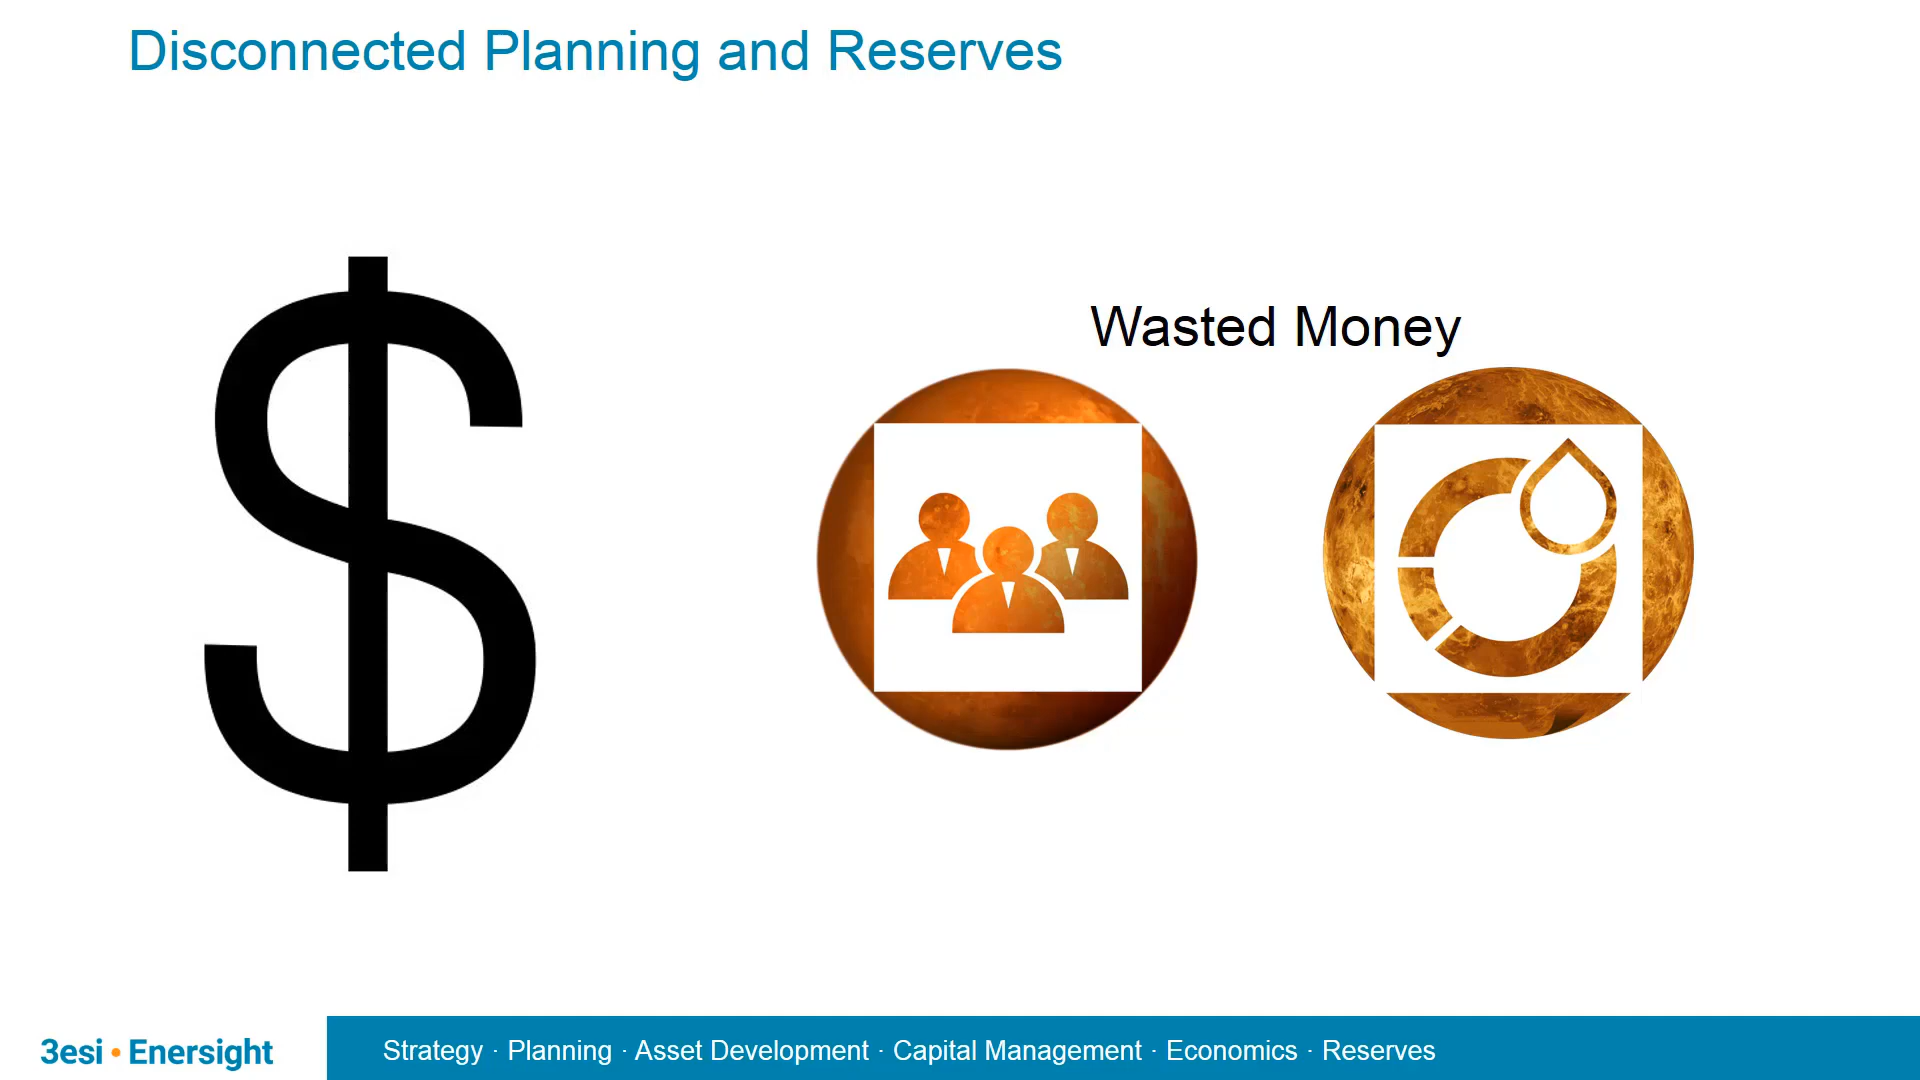 Disconnected Planning and Reserves
$
Wasted Money
3esi • Enersight
Strategy · Planning · Asset Development · Capital Management · Economics · Reserves